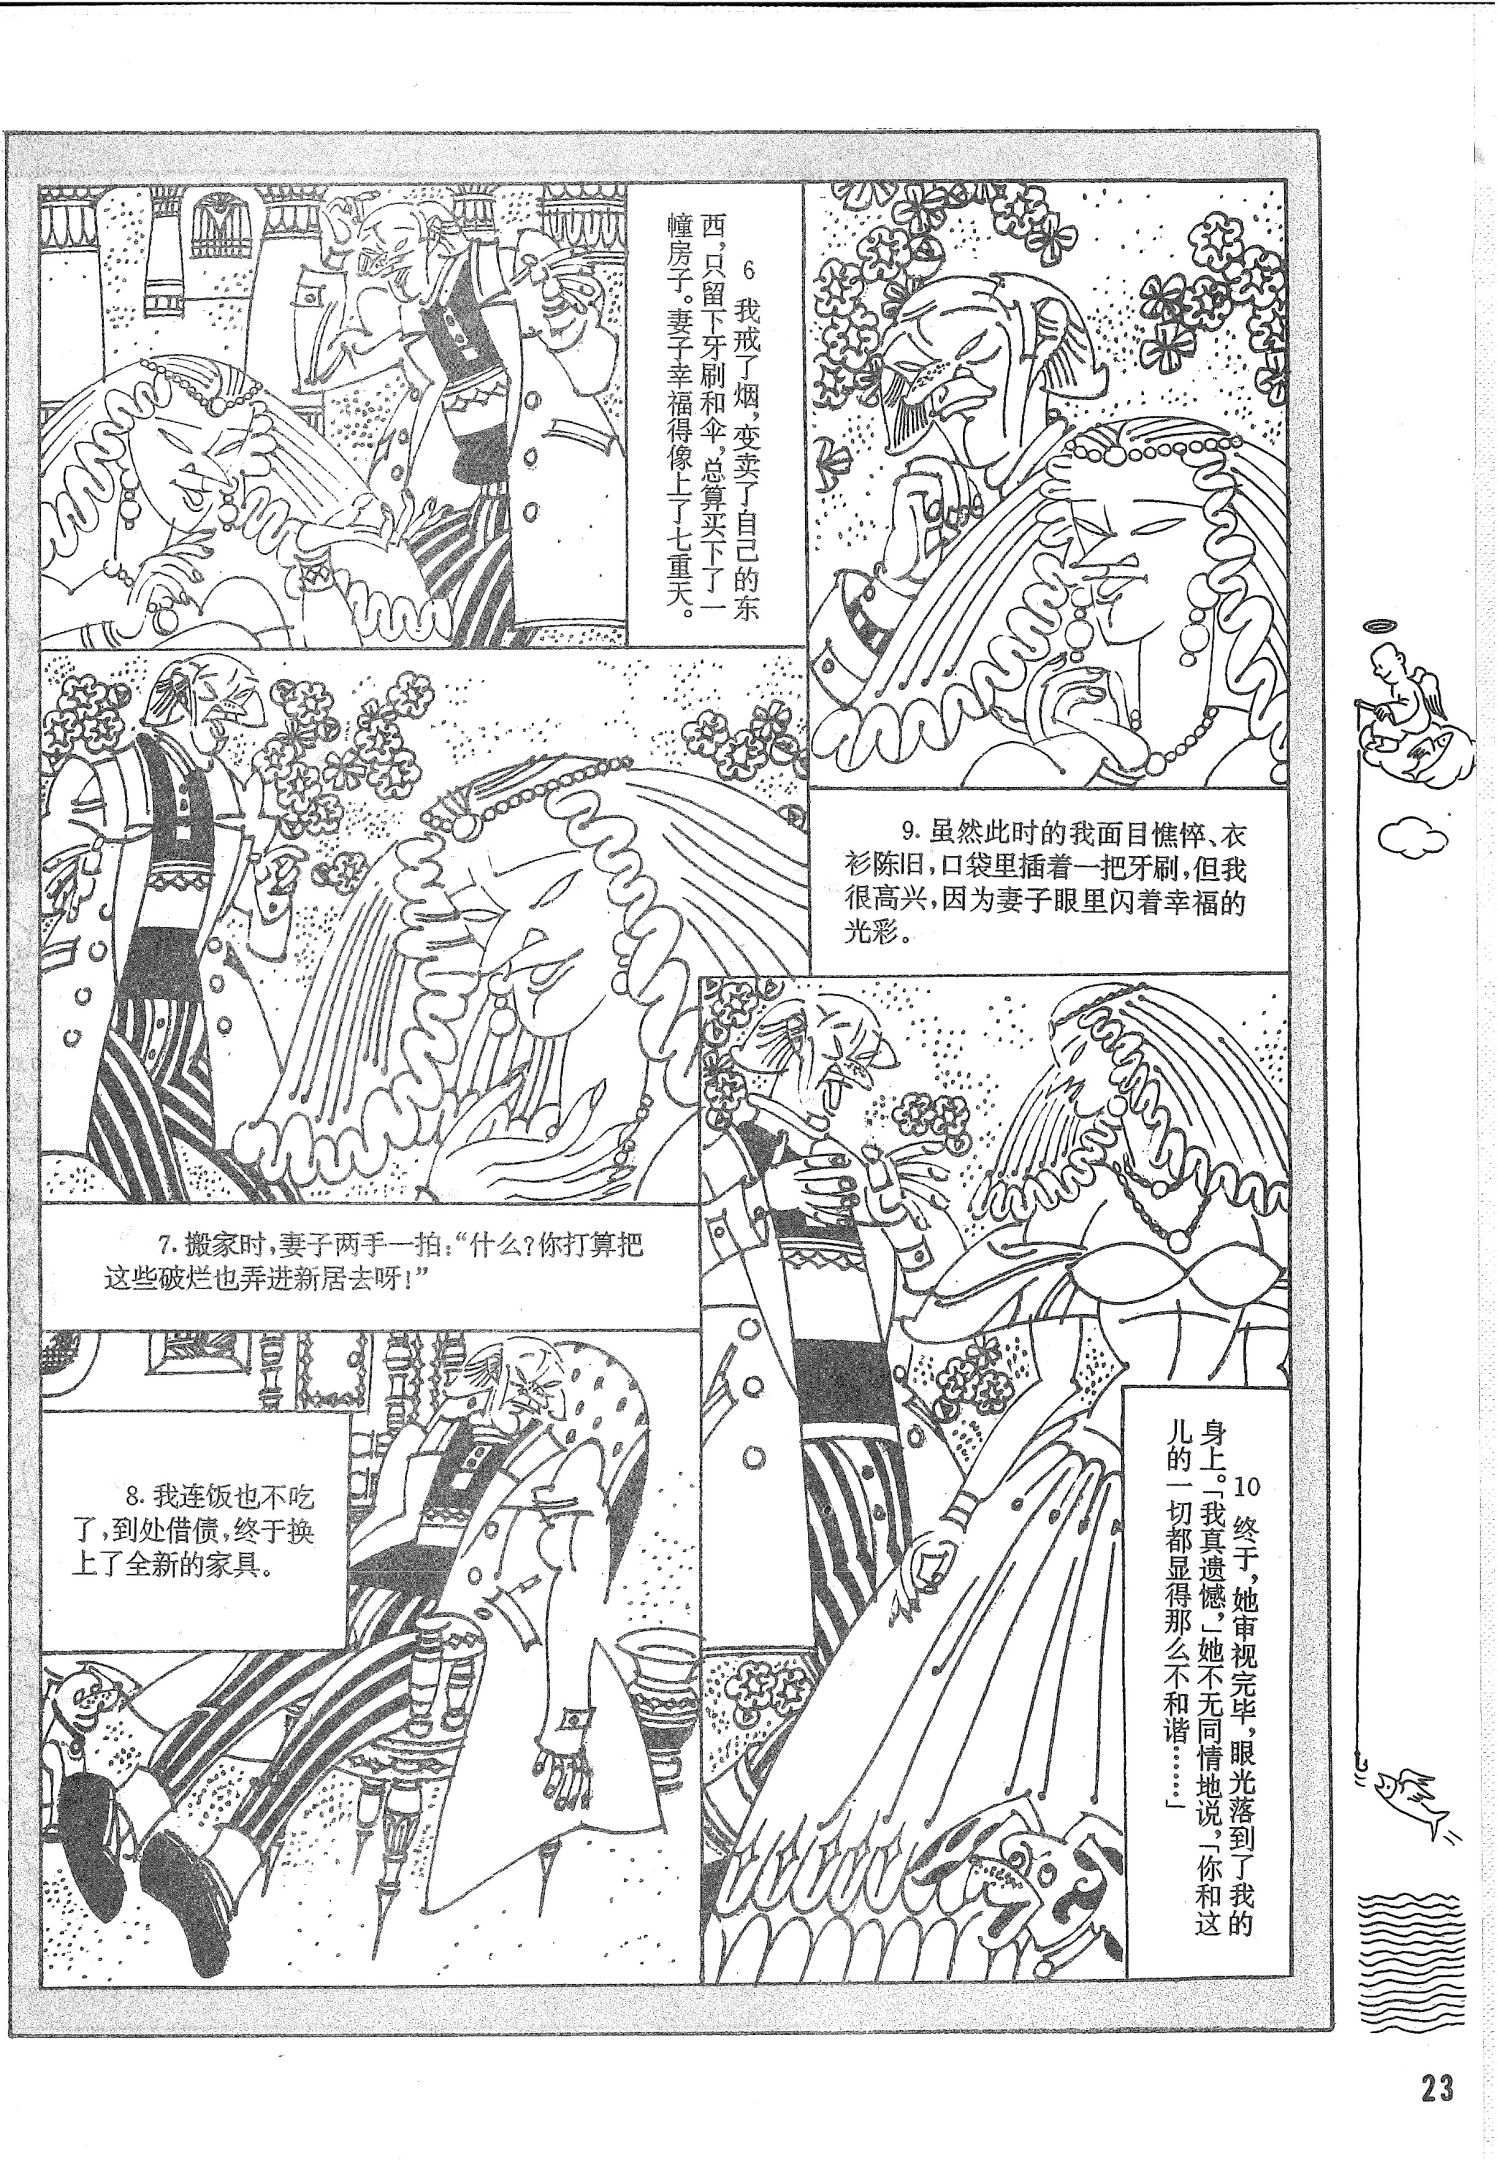 6 我戒了烟，变卖了自己的东
西，只留下牙刷和伞，总算买下了一
幢房子。妻子幸福得像上了七重天。
7. 搬家时，妻子两手一拍：“什么？你打算把
这些破烂也弄进新居去呀！”
8. 我连饭也不吃
了，到处借债，终于换
上了全新的家具。
9. 虽然此时的我面目憔悴、衣
衫陈旧，口袋里插着一把牙刷，但我
很高兴，因为妻子眼里闪着幸福的
光彩。
10 终于，她审视完毕，眼光落到了我的
身上。「我真遗憾，」她不无同情地说，「你和这
儿的一切都显得那么不和谐……」
23